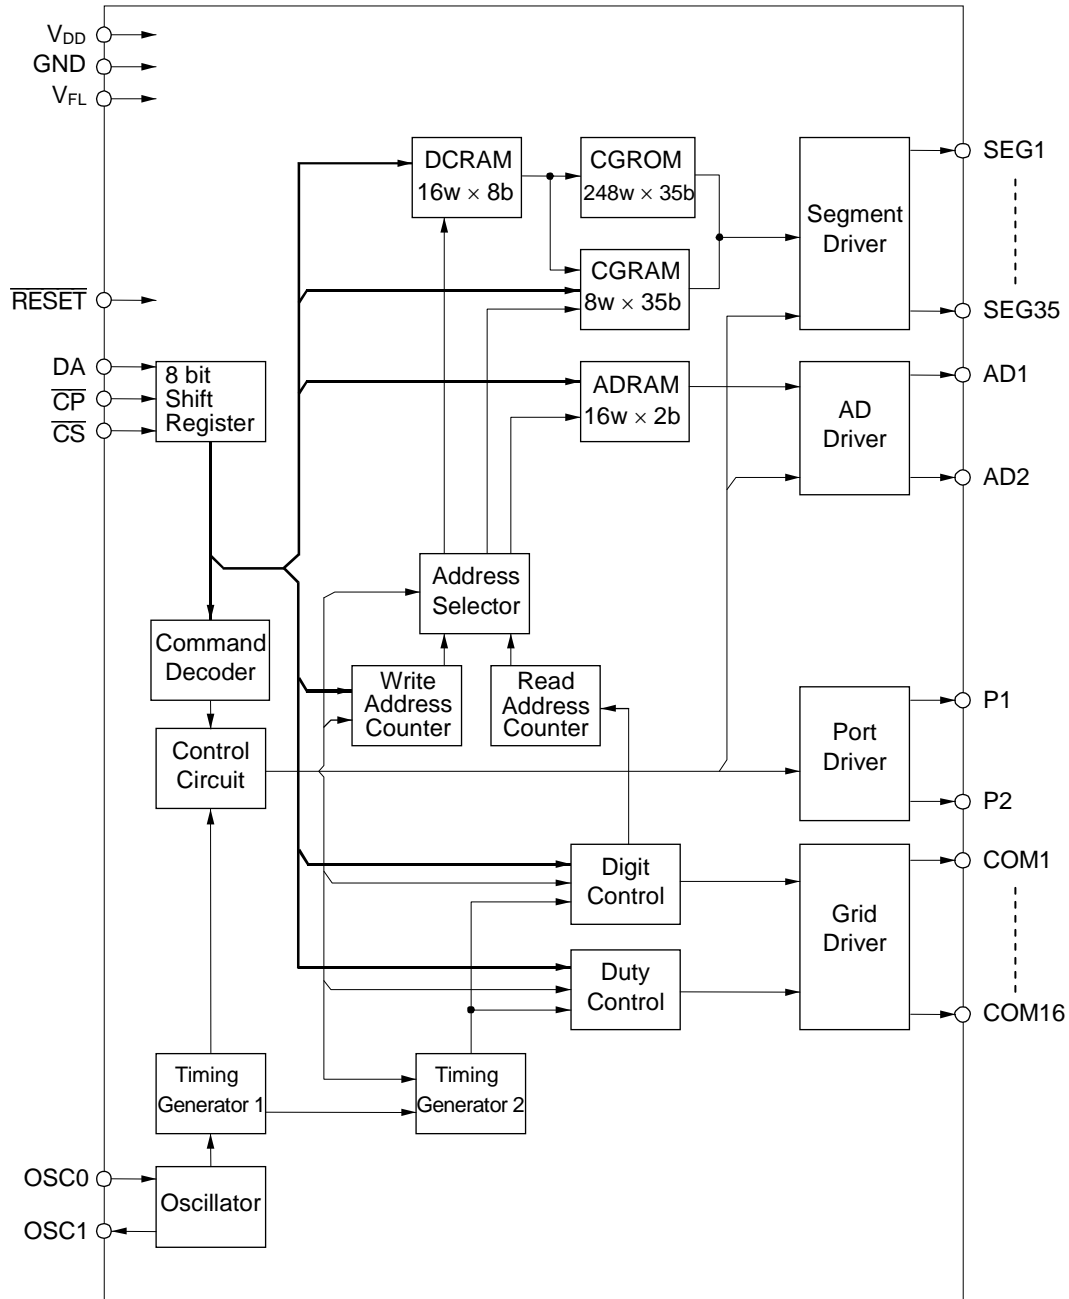 V_DD
GND
V_FL
RESET
DA
CP
CS
OSC0
OSC1
8 bit
Shift
Register
Command
Decoder
Control
Circuit
Timing
Generator 1
Oscillator
DCRAM
16w × 8b
CGROM
248w × 35b
CGRAM
8w × 35b
ADRAM
16w × 2b
Address
Selector
Write
Address
Counter
Read
Address
Counter
Digit
Control
Duty
Control
Timing
Generator 2
Segment
Driver
AD
Driver
Port
Driver
Grid
Driver
SEG1
SEG35
AD1
AD2
P1
P2
COM1
COM16